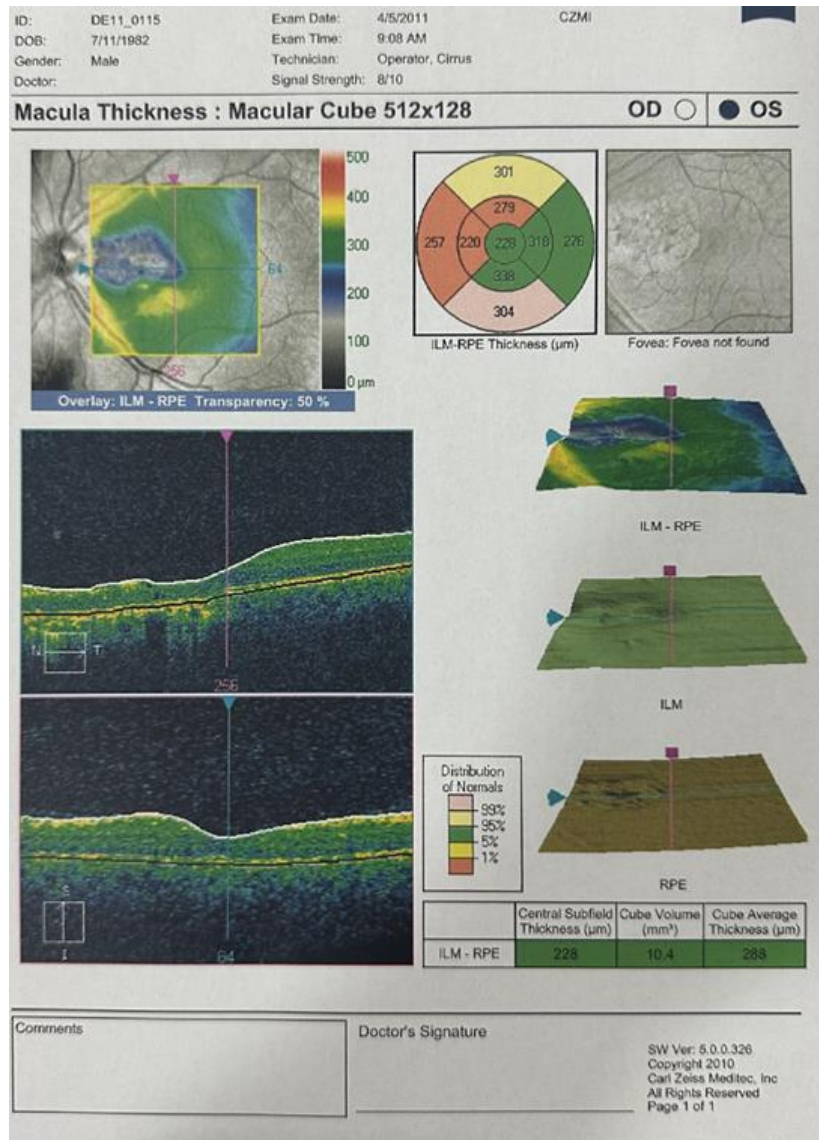 ID: DE11_0115 Exam Date: 4/5/2011 CZMI
DOB: 7/11/1982 Exam Time: 9:08 AM
Gender: Male Technician: Operator, Cirrus
Doctor: Signal Strength: 8/10
Macula Thickness : Macular Cube 512x128 OD OS
500
400
300
200
100
0 µm
64
256
Overlay: ILM - RPE Transparency: 50 %
301
279
257 220 228 318 276
338
304
ILM-RPE Thickness (µm)
Fovea: Fovea not found
ILM - RPE
N T
256
ILM
S
I
64
Distribution
of Normals
99%
95%
5%
1%
RPE
Central Subfield Thickness (µm) Cube Volume (mm³) Cube Average Thickness (µm)
ILM - RPE 228 10.4 288
Comments
Doctor's Signature
SW Ver: 5.0.0.326
Copyright 2010
Carl Zeiss Meditec, Inc
All Rights Reserved
Page 1 of 1